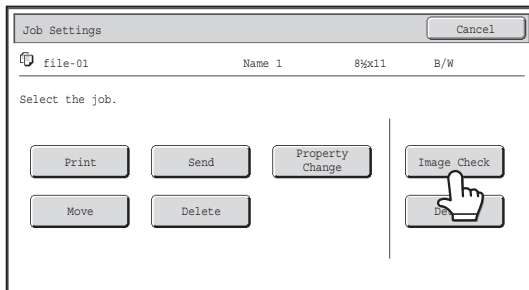 Job Settings Cancel
file-01 Name 1 8½x11 B/W
Select the job.
Print Send Property Change Image Check
Move Delete